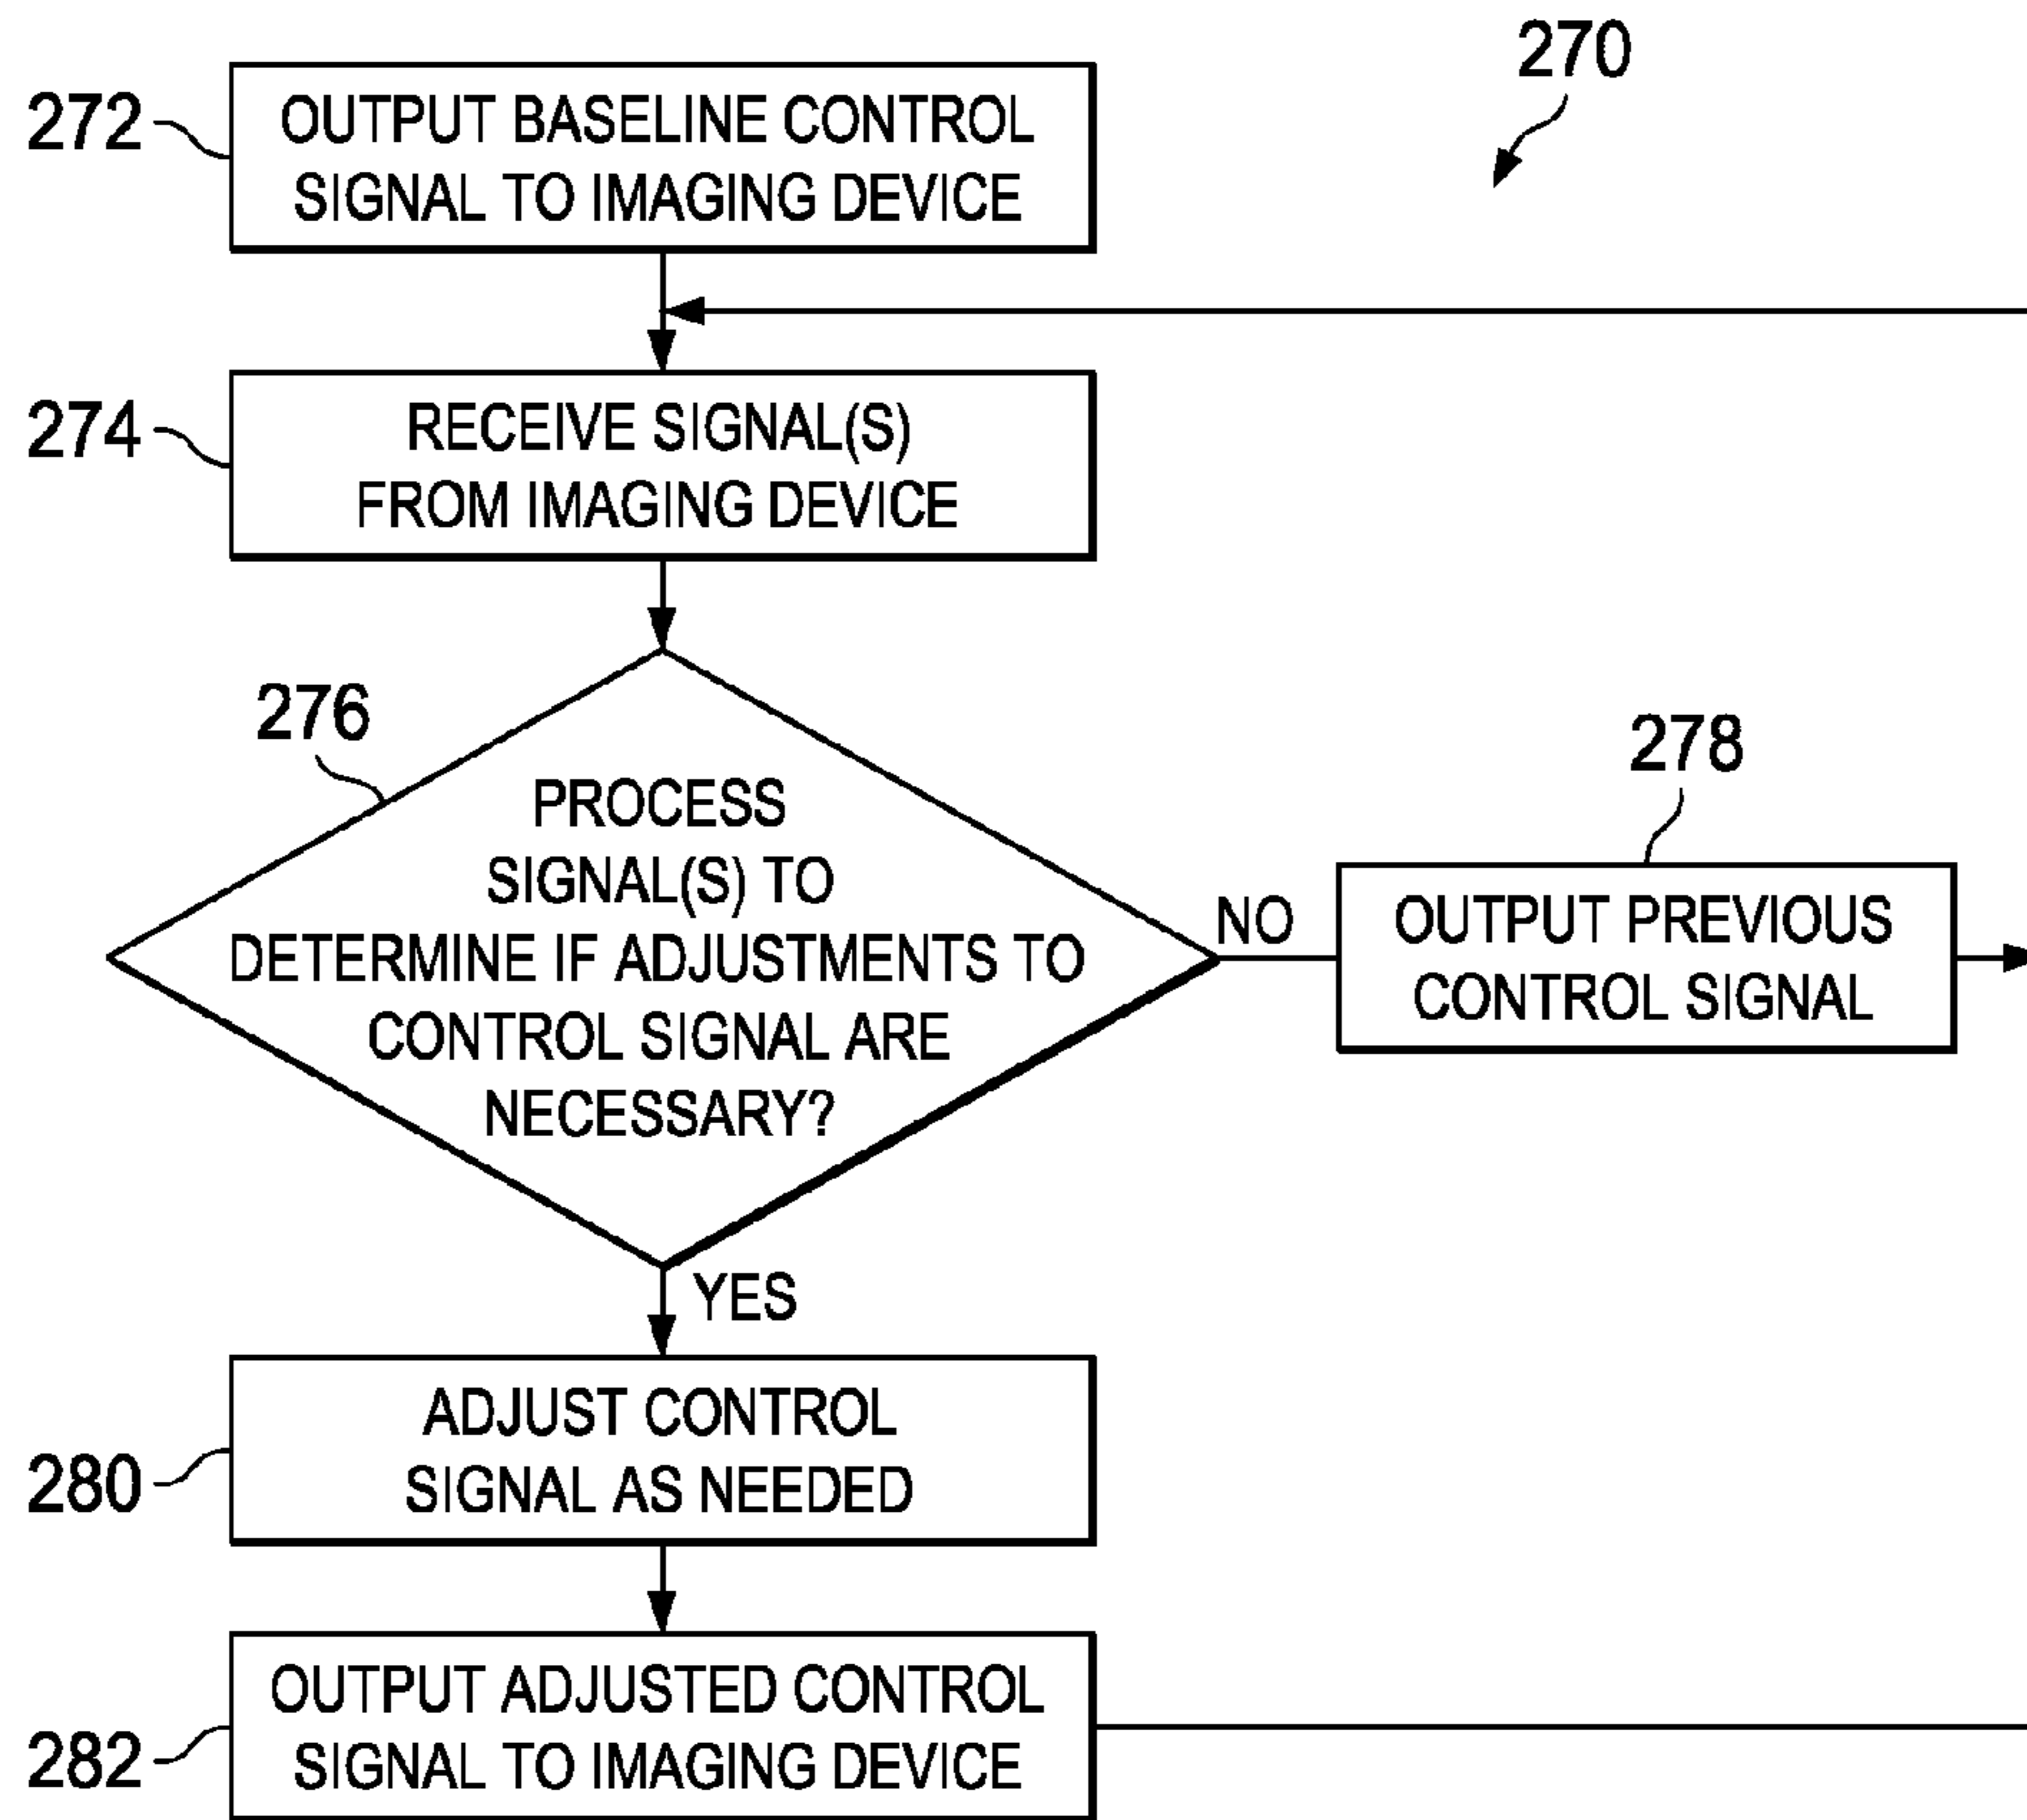 270
272
OUTPUT BASELINE CONTROL
SIGNAL TO IMAGING DEVICE
274
RECEIVE SIGNAL(S)
FROM IMAGING DEVICE
276
PROCESS
SIGNAL(S) TO
DETERMINE IF ADJUSTMENTS TO
CONTROL SIGNAL ARE
NECESSARY?
NO
278
OUTPUT PREVIOUS
CONTROL SIGNAL
YES
280
ADJUST CONTROL
SIGNAL AS NEEDED
282
OUTPUT ADJUSTED CONTROL
SIGNAL TO IMAGING DEVICE